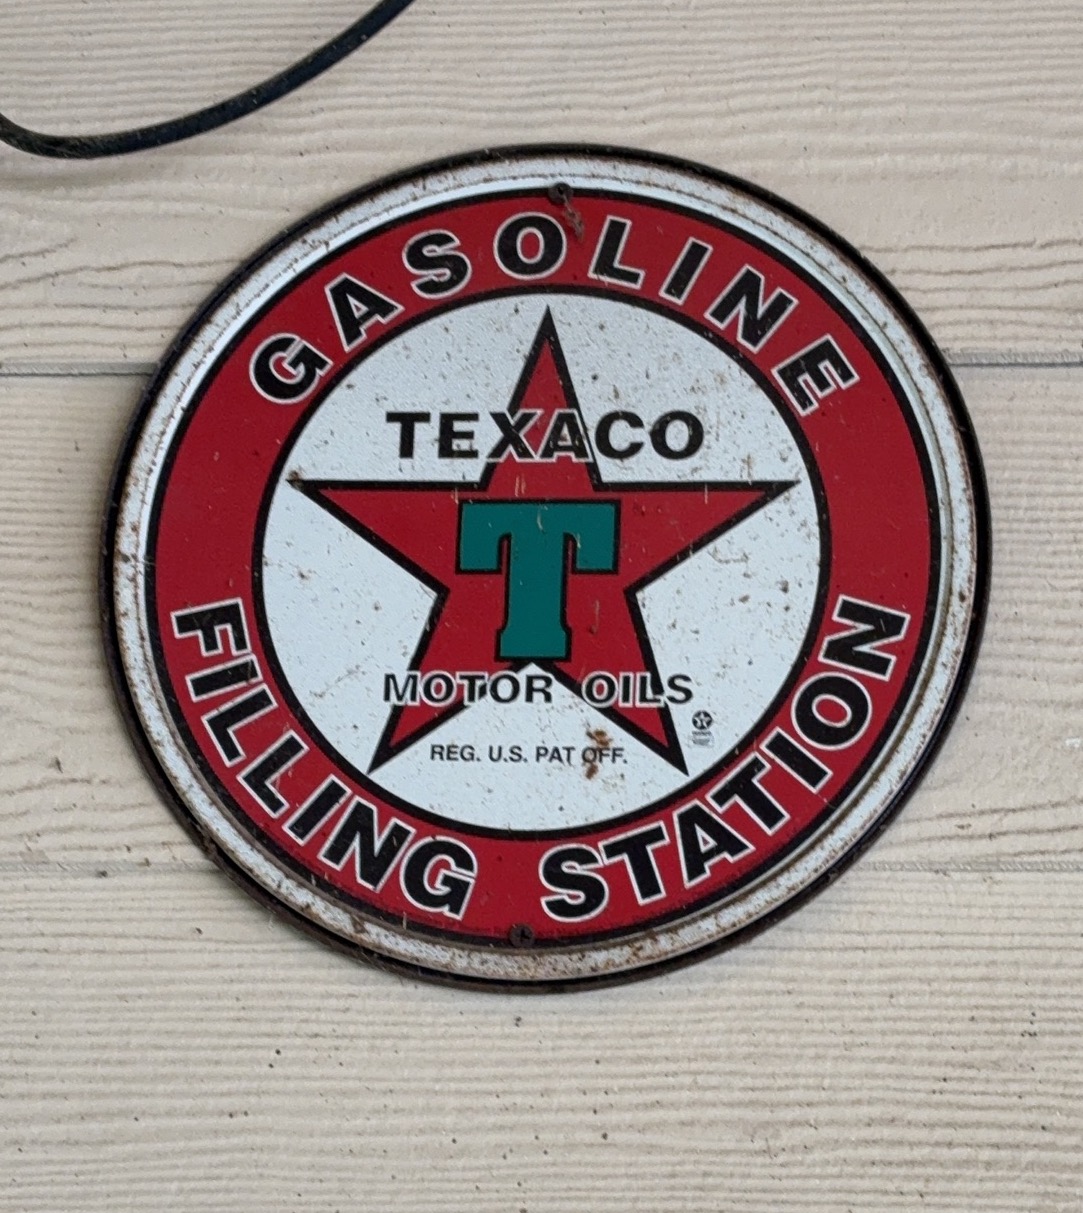 GASOLINE
TEXACO
T
MOTOR OILS
REG. U.S. PAT OFF.
FILLING STATION